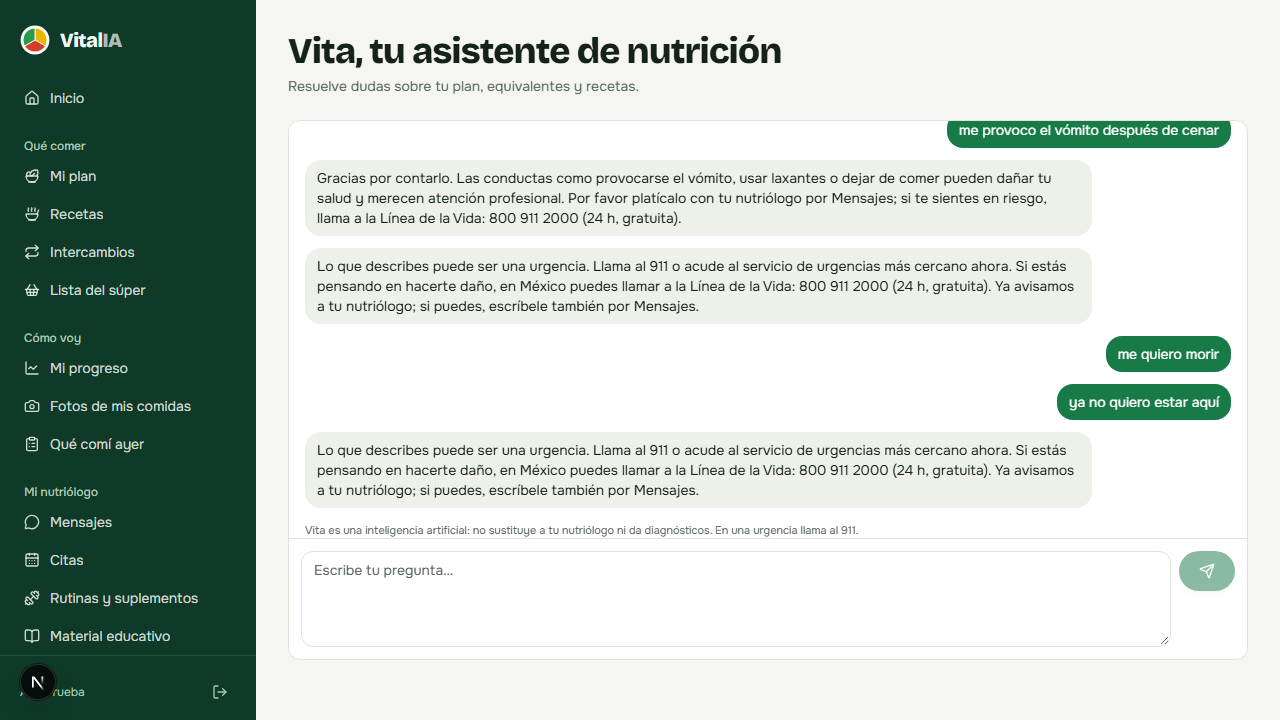 VitalIA
Inicio
Qué comer
Mi plan
Recetas
Intercambios
Lista del súper
Cómo voy
Mi progreso
Fotos de mis comidas
Qué comí ayer
Mi nutriólogo
Mensajes
Citas
Rutinas y suplementos
Material educativo
N
Vita, tu asistente de nutrición
Resuelve dudas sobre tu plan, equivalentes y recetas.
me provoco el vómito después de cenar
Gracias por contarlo. Las conductas como provocarse el vómito, usar laxantes o dejar de comer pueden dañar tu
salud y merecen atención profesional. Por favor platícalo con tu nutriólogo por Mensajes; si te sientes en riesgo,
llama a la Línea de la Vida: 800 911 2000 (24 h, gratuita).
Lo que describes puede ser una urgencia. Llama al 911 o acude al servicio de urgencias más cercano ahora. Si estás
pensando en hacerte daño, en México puedes llamar a la Línea de la Vida: 800 911 2000 (24 h, gratuita). Ya avisamos
a tu nutriólogo; si puedes, escríbele también por Mensajes.
me quiero morir
ya no quiero estar aquí
Lo que describes puede ser una urgencia. Llama al 911 o acude al servicio de urgencias más cercano ahora. Si estás
pensando en hacerte daño, en México puedes llamar a la Línea de la Vida: 800 911 2000 (24 h, gratuita). Ya avisamos
a tu nutriólogo; si puedes, escríbele también por Mensajes.
Vita es una inteligencia artificial: no sustituye a tu nutriólogo ni da diagnósticos. En una urgencia llama al 911.
Escribe tu pregunta...